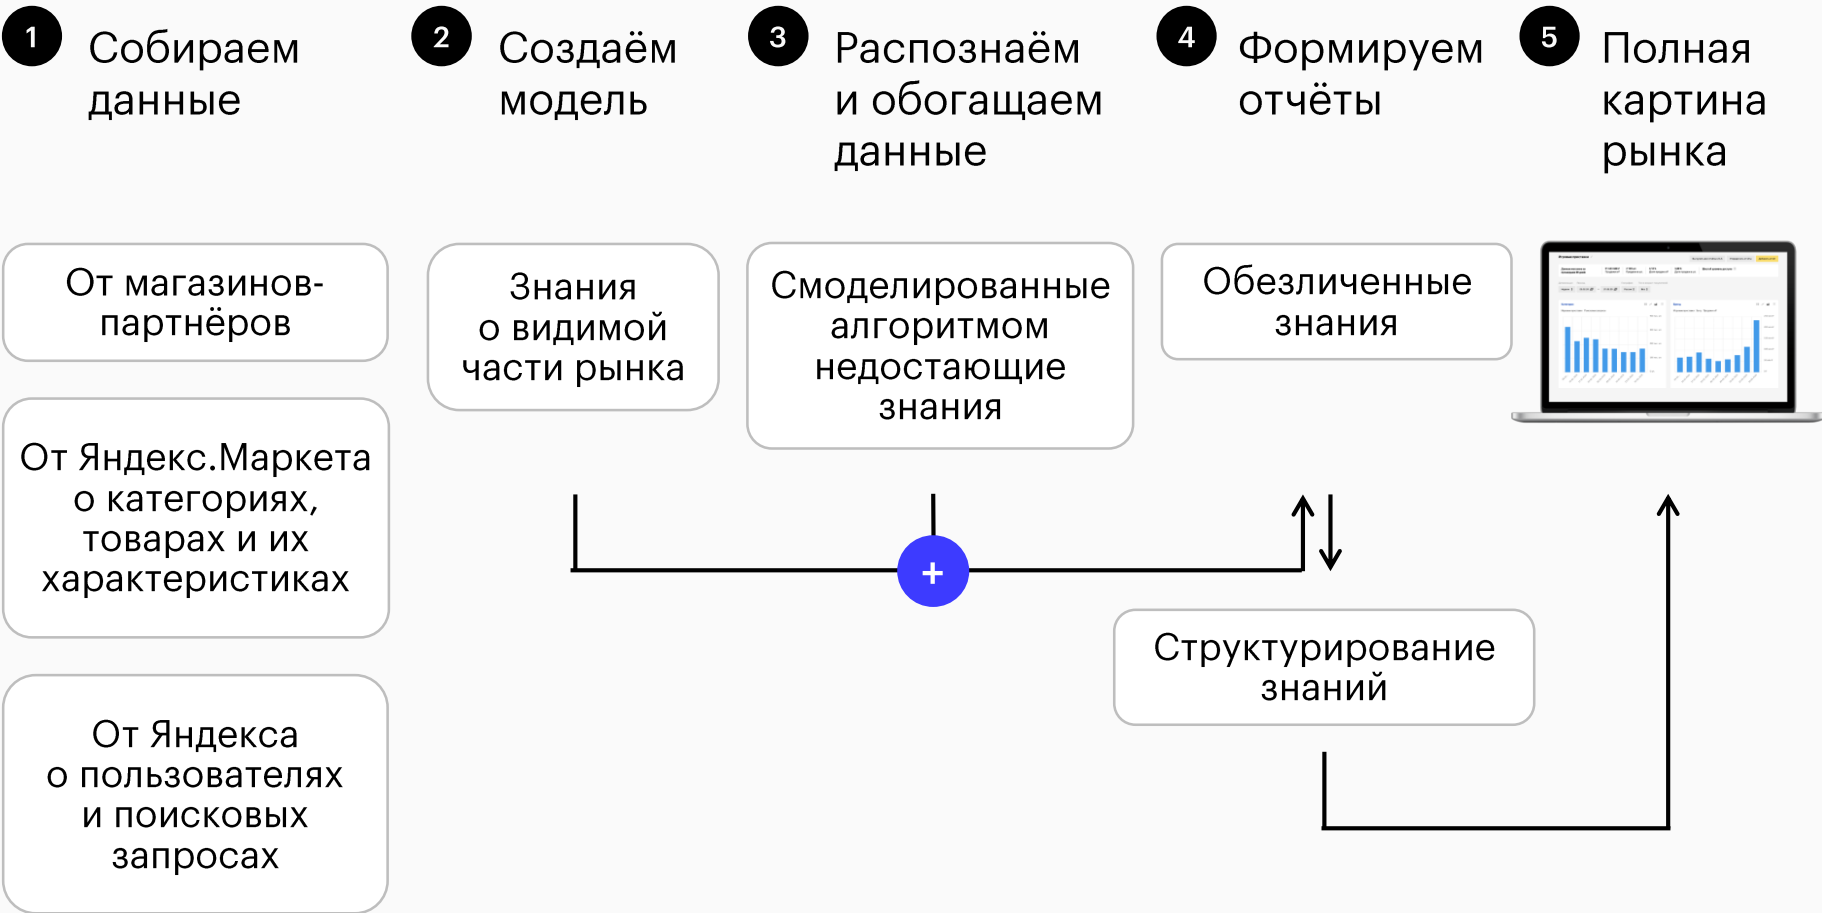 1
Собираем
данные
2
Создаём
модель
3
Распознаём
и обогащаем
данные
4
Формируем
отчёты
5
Полная
картина
рынка
От магазинов-
партнёров
От Яндекс.Маркета
о категориях,
товарах и их
характеристиках
От Яндекса
о пользователях
и поисковых
запросах
Знания
о видимой
части рынка
Смоделированные
алгоритмом
недостающие
знания
+
Обезличенные
знания
Структурирование
знаний